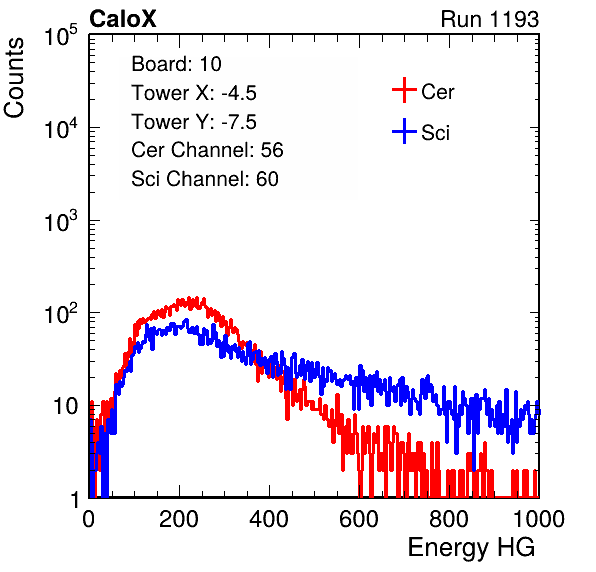 CaloX Run 1193
Counts
10^5
10^4
10^3
10^2
10
1
Board: 10
Tower X: -4.5
Tower Y: -7.5
Cer Channel: 56
Sci Channel: 60
Cer
Sci
0 200 400 600 800 1000
Energy HG